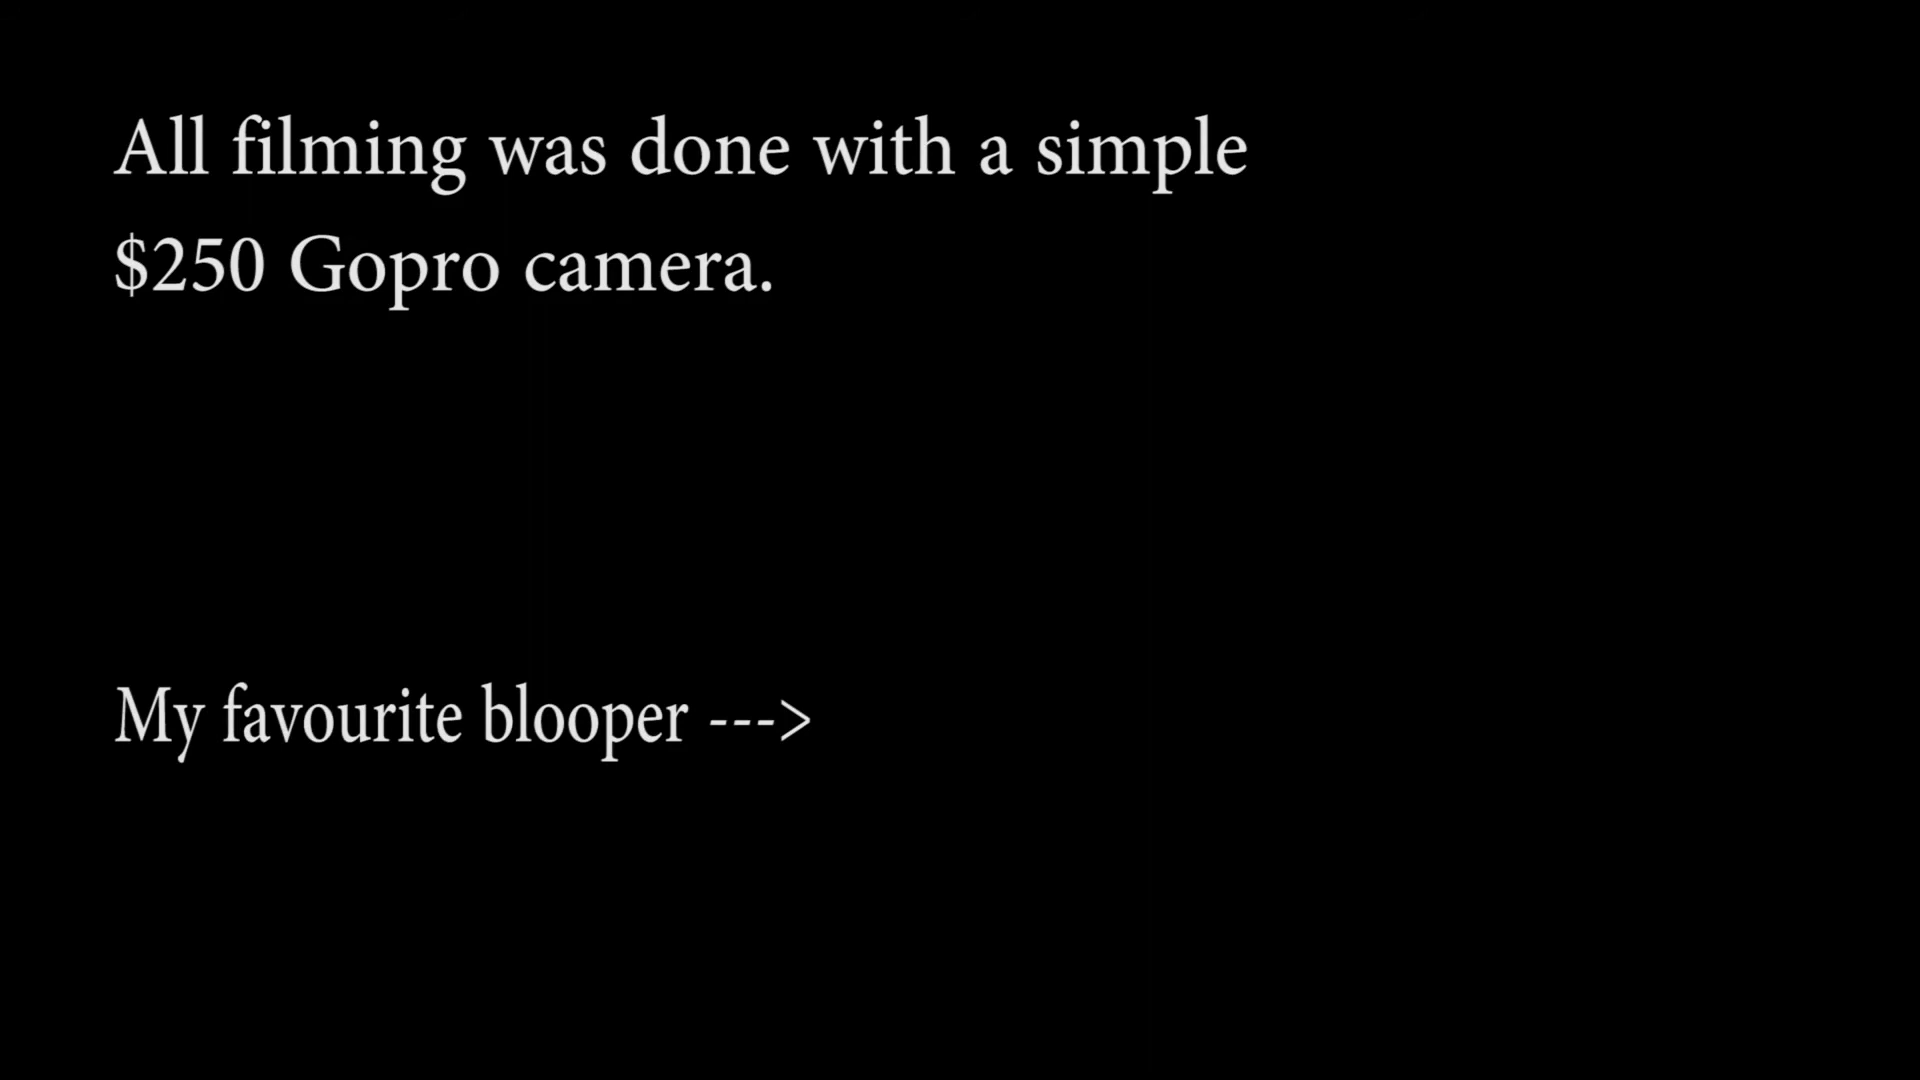 All filming was done with a simple
$250 Gopro camera.
My favourite blooper --->